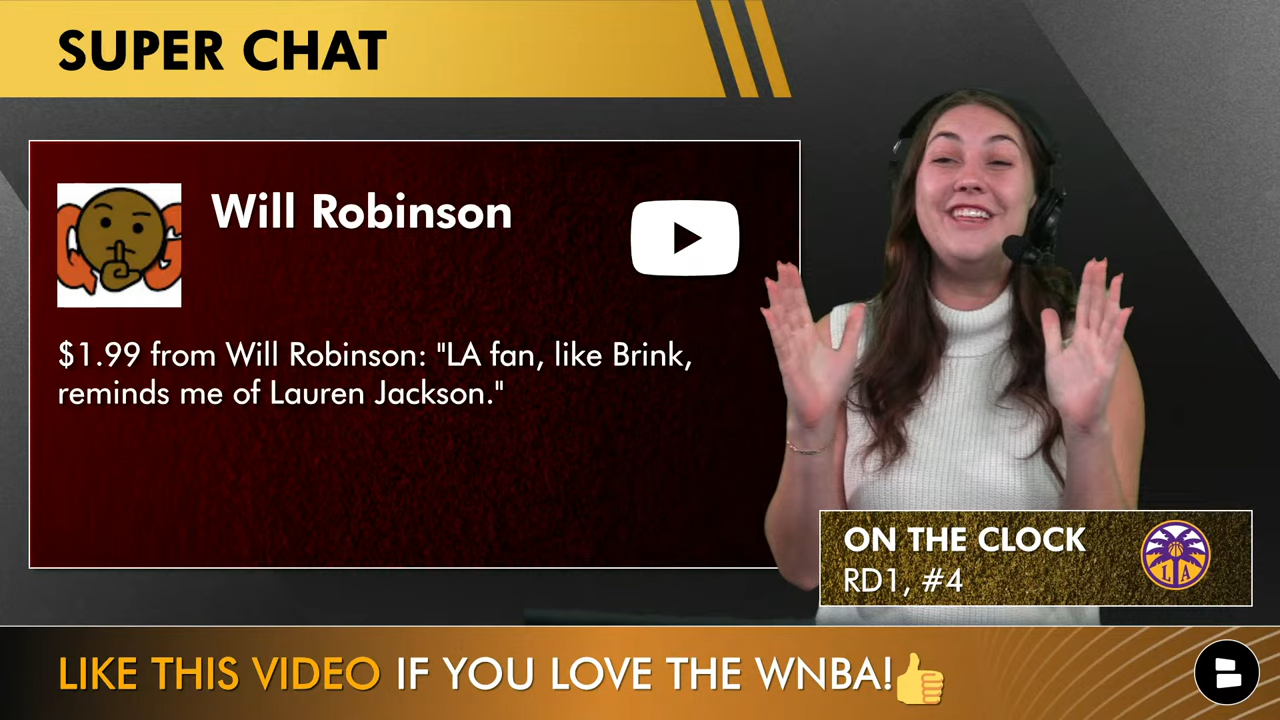 SUPER CHAT
Will Robinson
$1.99 from Will Robinson: "LA fan, like Brink,
reminds me of Lauren Jackson."
ON THE CLOCK
RD1, #4
L A
LIKE THIS VIDEO IF YOU LOVE THE WNBA!👍